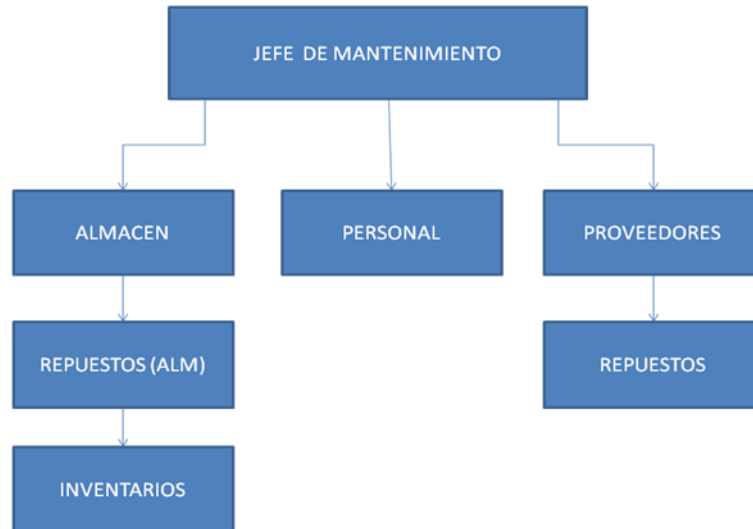 JEFE DE MANTENIMIENTO
ALMACEN
PERSONAL
PROVEEDORES
REPUESTOS (ALM)
REPUESTOS
INVENTARIOS